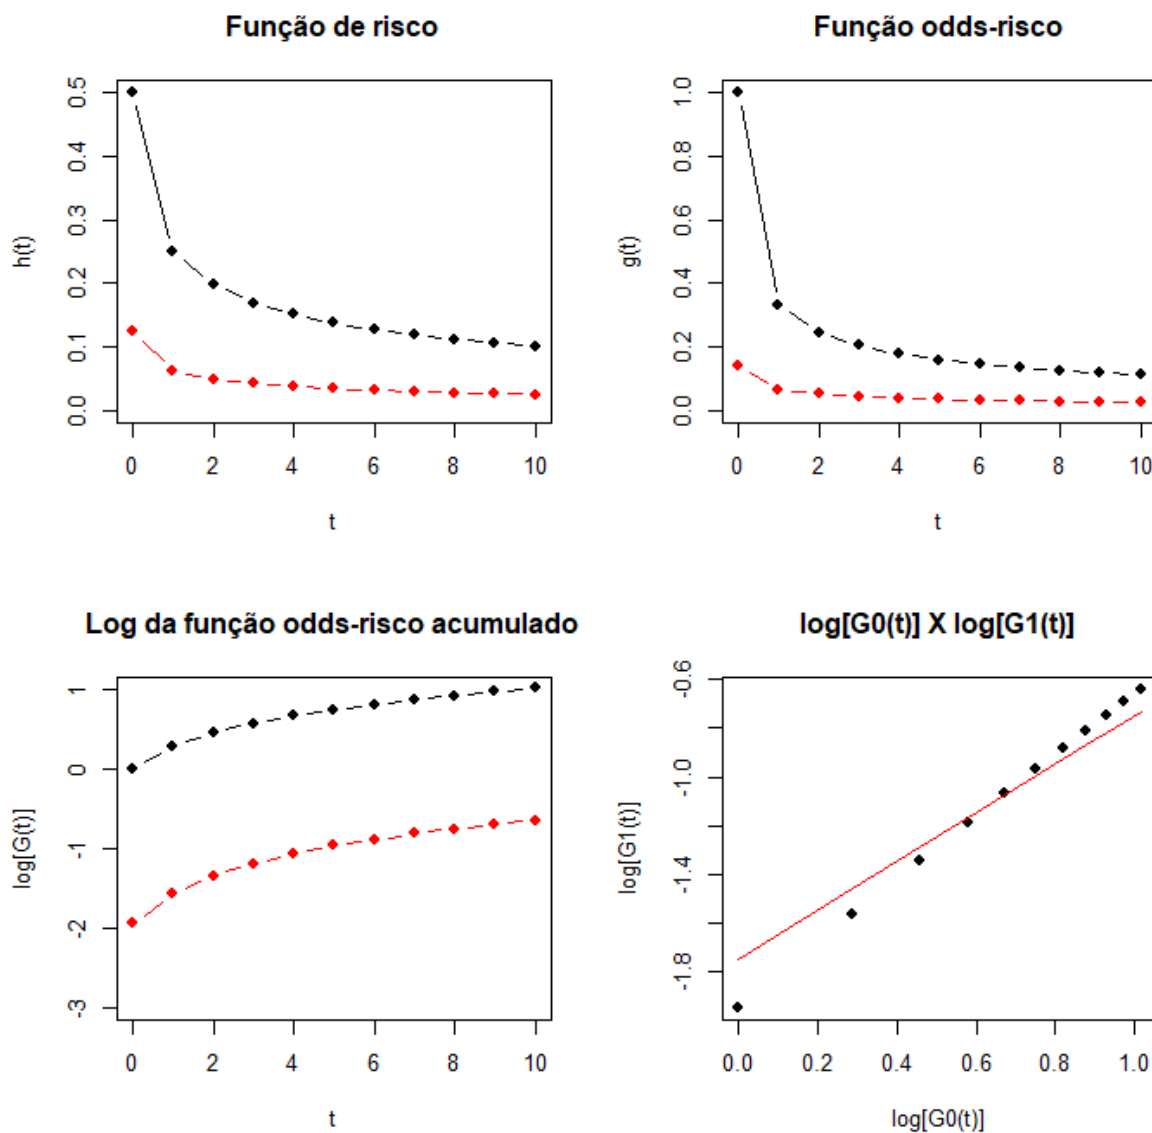 Função de risco
h(t)
0.5
0.4
0.3
0.2
0.1
0.0
0 2 4 6 8 10
t
Função odds-risco
g(t)
1.0
0.8
0.6
0.4
0.2
0.0
0 2 4 6 8 10
t
Log da função odds-risco acumulado
log[G(t)]
1
0
-1
-2
-3
0 2 4 6 8 10
t
log[G0(t)] X log[G1(t)]
log[G1(t)]
-0.6
-1.0
-1.4
-1.8
0.0 0.2 0.4 0.6 0.8 1.0
log[G0(t)]